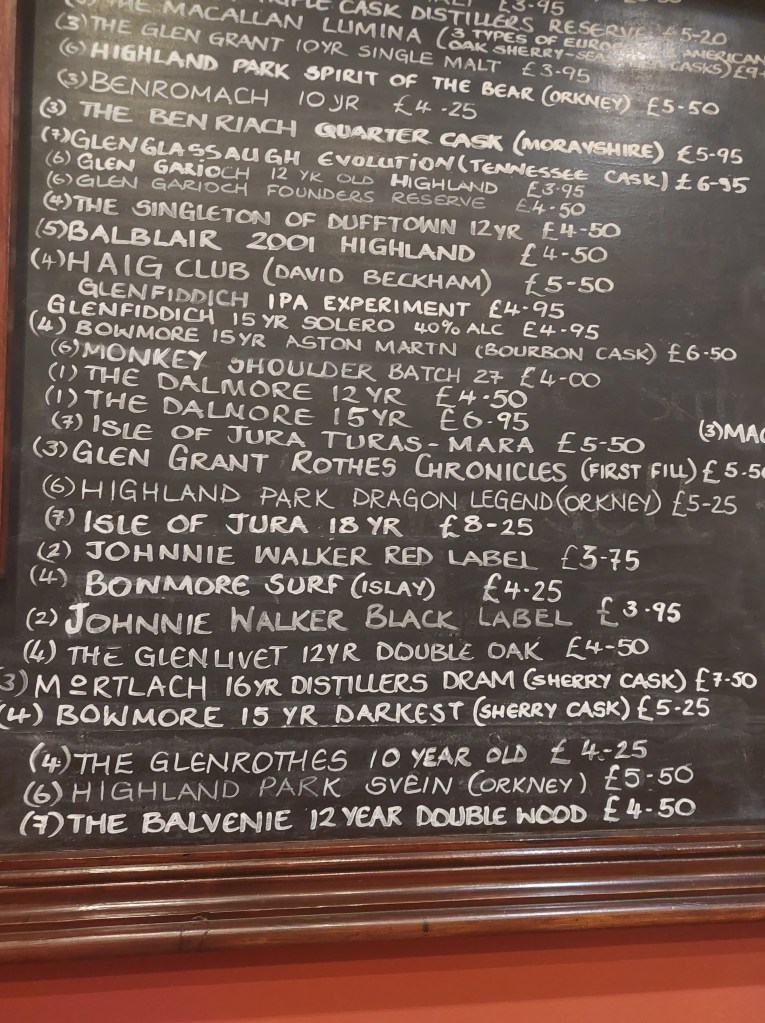 TRIPLE CASK DISTILLERS RESERVE £5-20
£3-95
THE MACALLAN LUMINA (3 TYPES OF
OAK SHERRY- AMERICAN
CASKS) £9-
(3) THE GLEN GRANT 10YR SINGLE MALT £3-95
(6) HIGHLAND PARK SPIRIT OF THE BEAR (ORKNEY) £5-50
(3) BENROMACH 10YR £4-25
(3) THE BENRIACH QUARTER CASK (MORAYSHIRE) £5-95
(7) GLENGLASSAUGH EVOLUTION (TENNESSEE CASK) £6-95
(6) GLEN GARIOCH 12 YR OLD HIGHLAND £3-95
(6) GLEN GARIOCH FOUNDERS RESERVE £4-50
(4) THE SINGLETON OF DUFFTOWN 12YR £4-50
(5) BALBLAIR 2001 HIGHLAND £4-50
(4) HAIG CLUB (DAVID BECKHAM) £5-50
GLENFIDDICH IPA EXPERIMENT £4-95
GLENFIDDICH 15 YR SOLERO 40% ALC £4-95
(4) BOWMORE 15YR ASTON MARTN (BOURBON CASK) £6-50
(6) MONKEY SHOULDER BATCH 27 £4-00
(1) THE DALMORE 12YR £4-50
(1) THE DALMORE 15YR £6-95
(7) ISLE OF JURA TURAS-MARA £5-50
(3) MAC
(3) GLEN GRANT ROTHES CHRONICLES (FIRST FILL) £5-5
(6) HIGHLAND PARK DRAGON LEGEND (ORKNEY) £5-25
(7) ISLE OF JURA 18 YR £8-25
(2) JOHNNIE WALKER RED LABEL £3-75
(4) BOWMORE SURF (ISLAY) £4-25
(2) JOHNNIE WALKER BLACK LABEL £3-95
(4) THE GLENLIVET 12YR DOUBLE OAK £4-50
3) MORTLACH 16YR DISTILLERS DRAM (SHERRY CASK) £7-50
(4) BOWMORE 15 YR DARKEST (SHERRY CASK) £5-25
(4) THE GLENROTHES 10 YEAR OLD £4-25
(6) HIGHLAND PARK SVEIN (ORKNEY) £5-50
(7) THE BALVENIE 12 YEAR DOUBLE WOOD £4-50